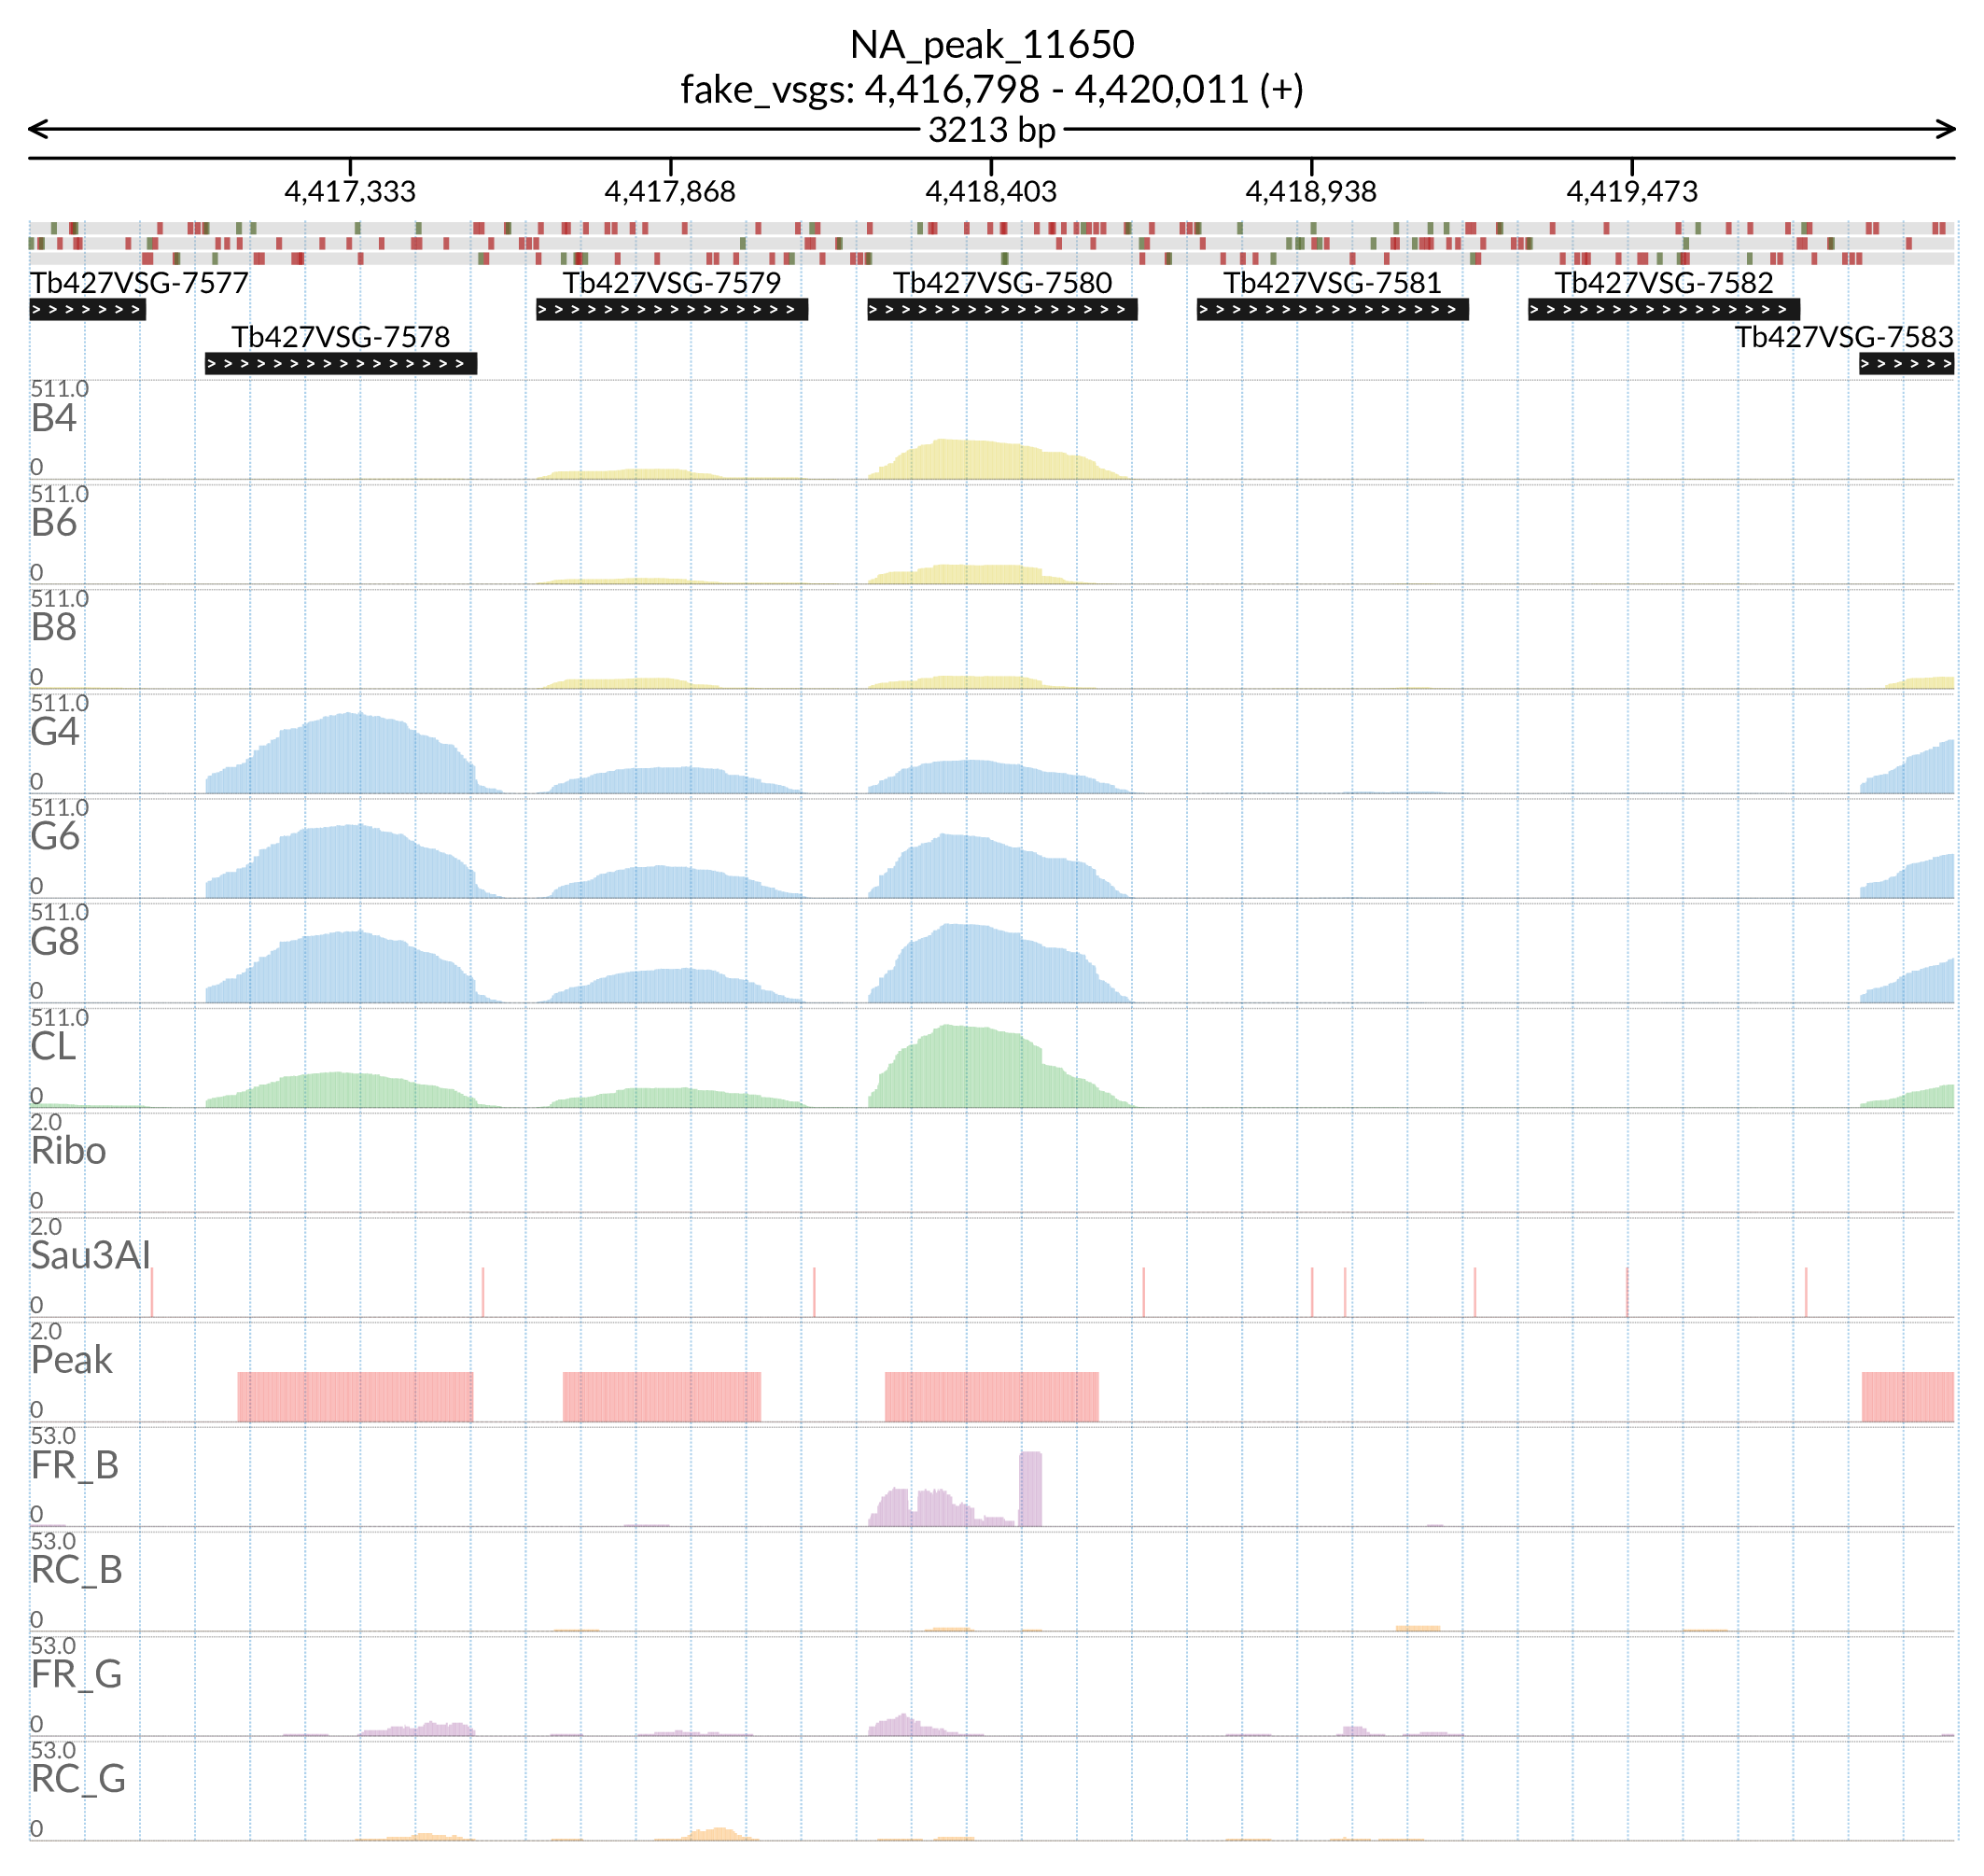 NA_peak_11650
fake_vsgs: 4,416,798 - 4,420,011 (+)
3213 bp
4,417,333 4,417,868 4,418,403 4,418,938 4,419,473
Tb427VSG-7577 Tb427VSG-7579 Tb427VSG-7580 Tb427VSG-7581 Tb427VSG-7582
Tb427VSG-7578 Tb427VSG-7583
511.0
B4
0
511.0
B6
0
511.0
B8
0
511.0
G4
0
511.0
G6
0
511.0
G8
0
511.0
CL
0
2.0
Ribo
0
2.0
Sau3AI
0
2.0
Peak
0
53.0
FR_B
0
53.0
RC_B
0
53.0
FR_G
0
53.0
RC_G
0